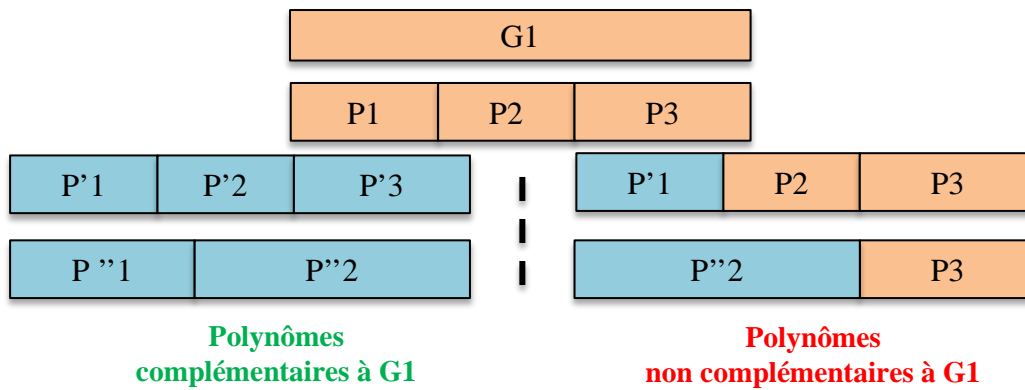 G1
P1 P2 P3
P'1 P'2 P'3
P'1 P2 P3
P ''1 P''2
P''2 P3
Polynômes
complémentaires à G1
Polynômes
non complémentaires à G1